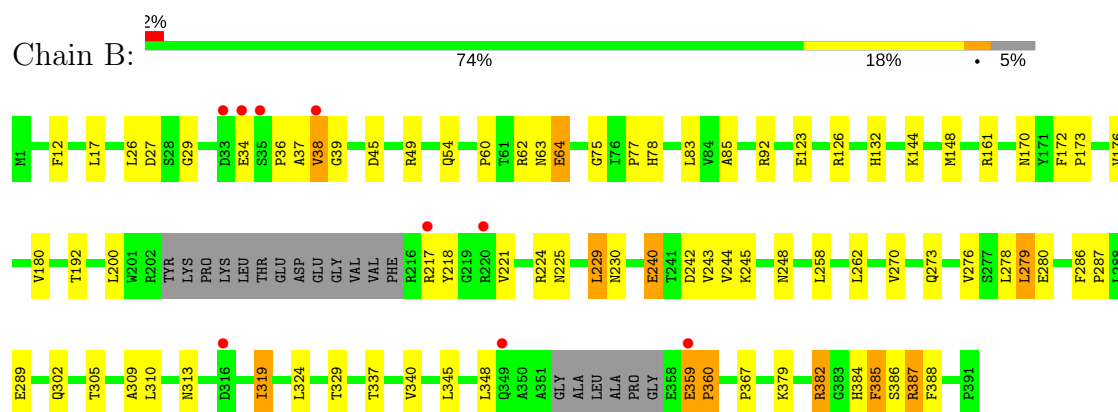 2%
Chain B:
74% 18% • 5%
M1 F12 L17 L26 D27 S28 G29 D33 E34 S35 P36 A37 V38 G39 D45 R49 Q54 P60 T61 R62 N63 E64 G75 I76 P77 H78 L83 V84 A85 R92 E123 R126 H132 K144 M148 R161 N170 Y171 F172 P173
V180 T192 L200 W201 R202 TYR LYS PRO LYS LEU THR GLU ASP GLU GLY VAL VAL PHE R216 R217 Y218 G219 R220 V221 R224 N225 L229 N230 E240 T241 D242 V243 V244 K245 N248 L258 L262 V270 Q273 V276 S277 L278 L279 E280 F286 P287 L288
E289 Q302 T305 A309 L310 N313 D316 I319 L324 T329 T337 V340 L345 L348 Q349 A350 A351 GLY ALA LEU ALA PRO GLY E358 E359 P360 P367 K379 R382 G383 H384 F385 S386 R387 F388 P391